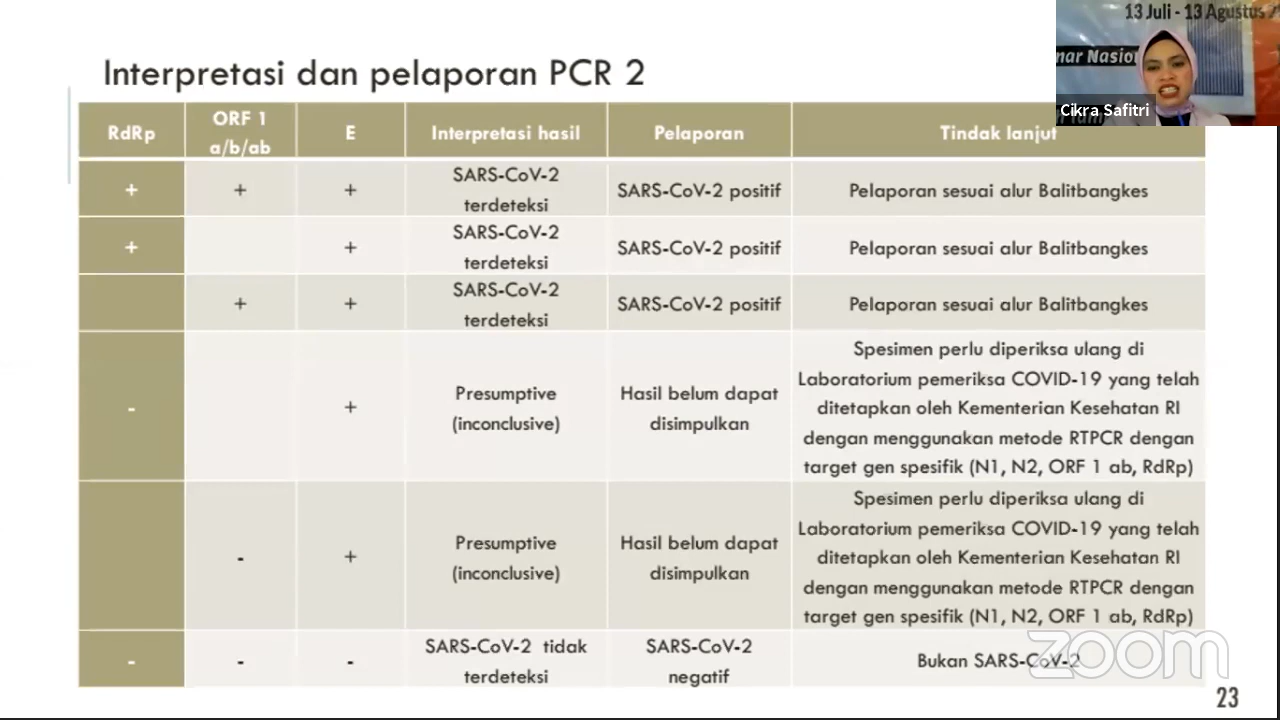 13 Juli - 13 Agustus
nar Nasion
Cikra Safitri
Interpretasi dan pelaporan PCR 2
RdRp
ORF 1
a/b/ab
E
Interpretasi hasil
Pelaporan
Tindak lanjut
+
+
+
SARS-CoV-2
terdeteksi
SARS-CoV-2 positif
Pelaporan sesuai alur Balitbangkes
+
+
SARS-CoV-2
terdeteksi
SARS-CoV-2 positif
Pelaporan sesuai alur Balitbangkes
+
+
SARS-CoV-2
terdeteksi
SARS-CoV-2 positif
Pelaporan sesuai alur Balitbangkes
-
+
Presumptive
(inconclusive)
Hasil belum dapat
disimpulkan
Spesimen perlu diperiksa ulang di
Laboratorium pemeriksa COVID-19 yang telah
ditetapkan oleh Kementerian Kesehatan RI
dengan menggunakan metode RTPCR dengan
target gen spesifik (N1, N2, ORF 1 ab, RdRp)
-
+
Presumptive
(inconclusive)
Hasil belum dapat
disimpulkan
Spesimen perlu diperiksa ulang di
Laboratorium pemeriksa COVID-19 yang telah
ditetapkan oleh Kementerian Kesehatan RI
dengan menggunakan metode RTPCR dengan
target gen spesifik (N1, N2, ORF 1 ab, RdRp)
-
-
-
SARS-CoV-2 tidak
terdeteksi
SARS-CoV-2
negatif
Bukan SARS-CoV-2
zoom
23